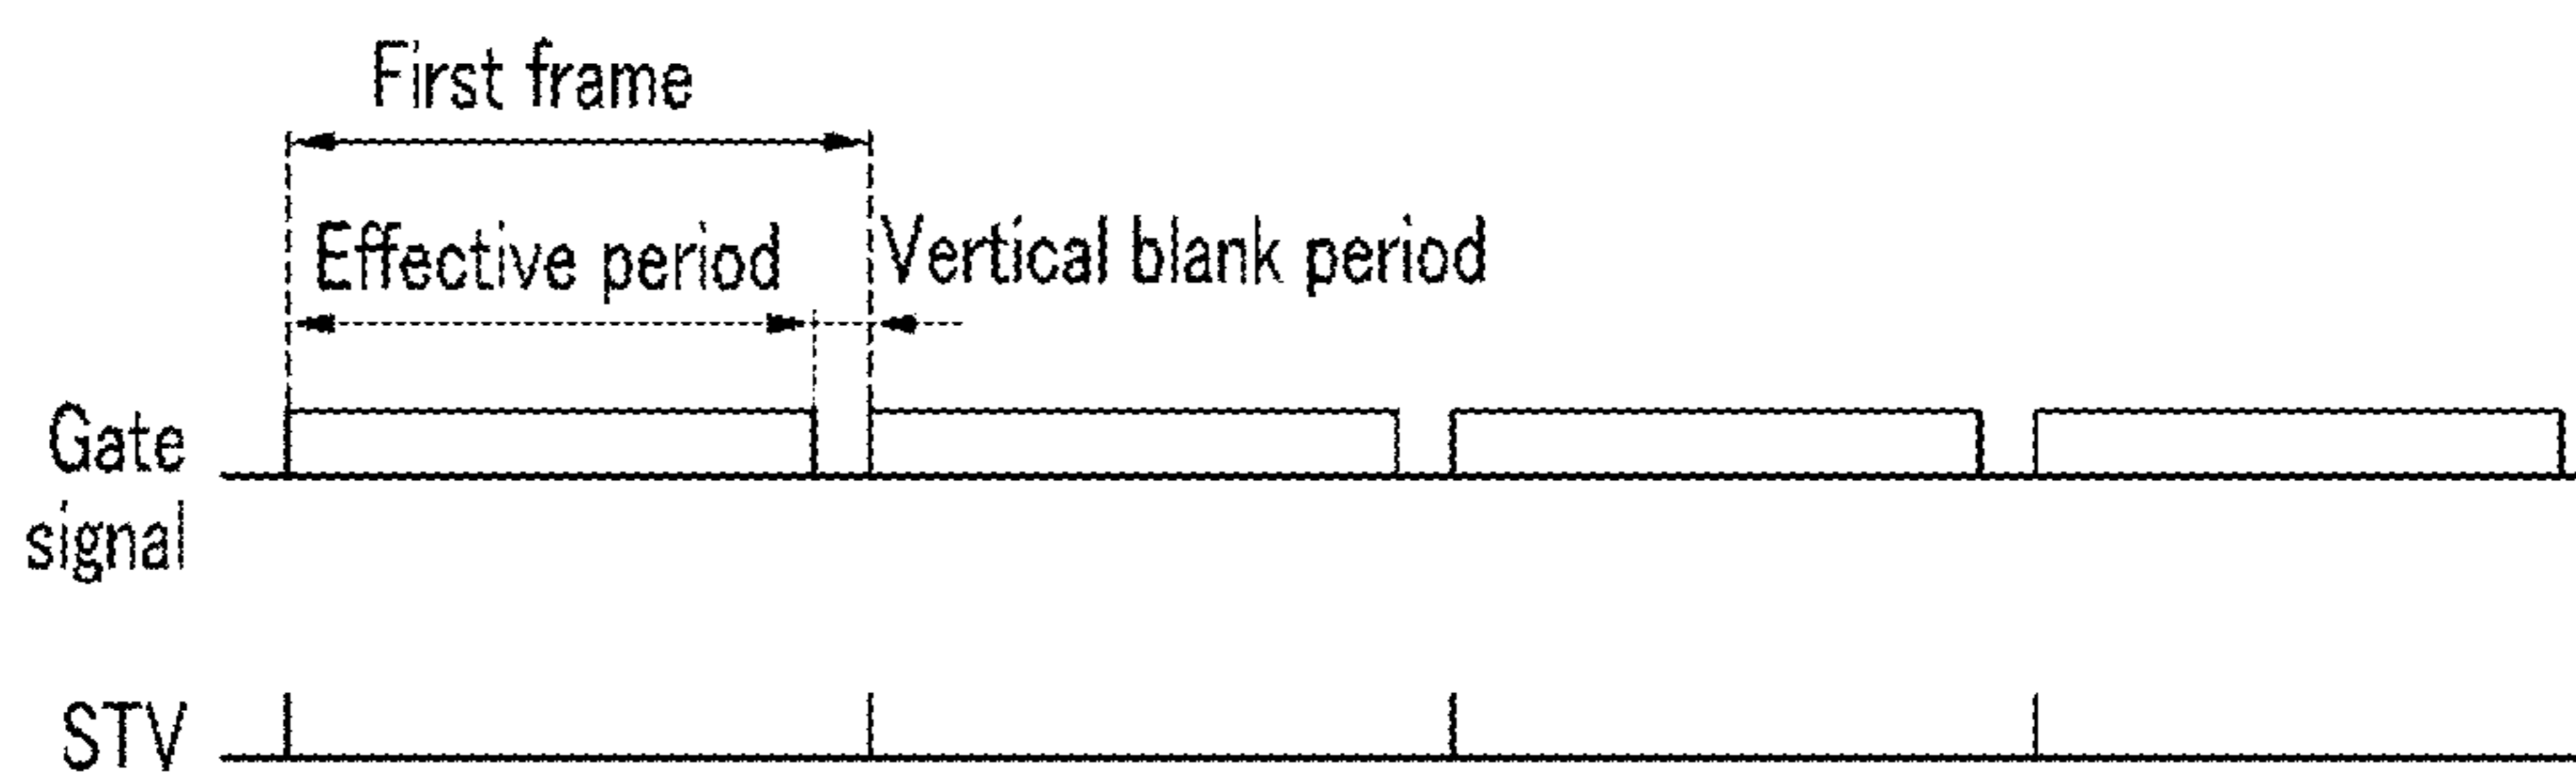 First frame
Effective period
Vertical blank period
Gate
signal
STV